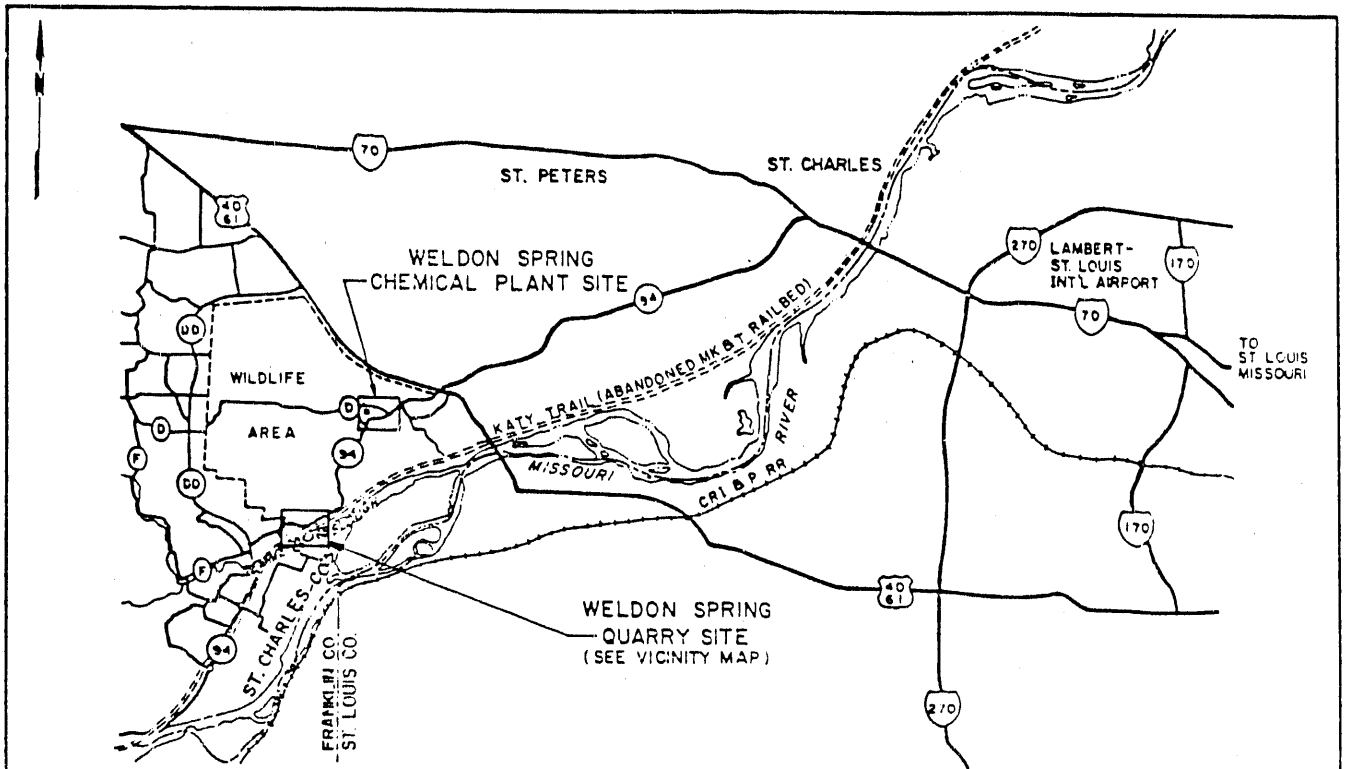 N
70
ST. PETERS
ST. CHARLES
40
61
WELDON SPRING
CHEMICAL PLANT SITE
94
270
LAMBERT-
ST. LOUIS
INT'L AIRPORT
170
70
TO
ST LOUIS
MISSOURI
DD
WILDLIFE
AREA
D
D
F
94
DD
KATY TRAIL (ABANDONED MK & T RAILBED)
MISSOURI
RIVER
CRI & P RR
170
F
40
61
WELDON SPRING
QUARRY SITE
(SEE VICINITY MAP)
94
ST. CHARLES CO.
FRANKLIN CO.
ST. LOUIS CO.
270